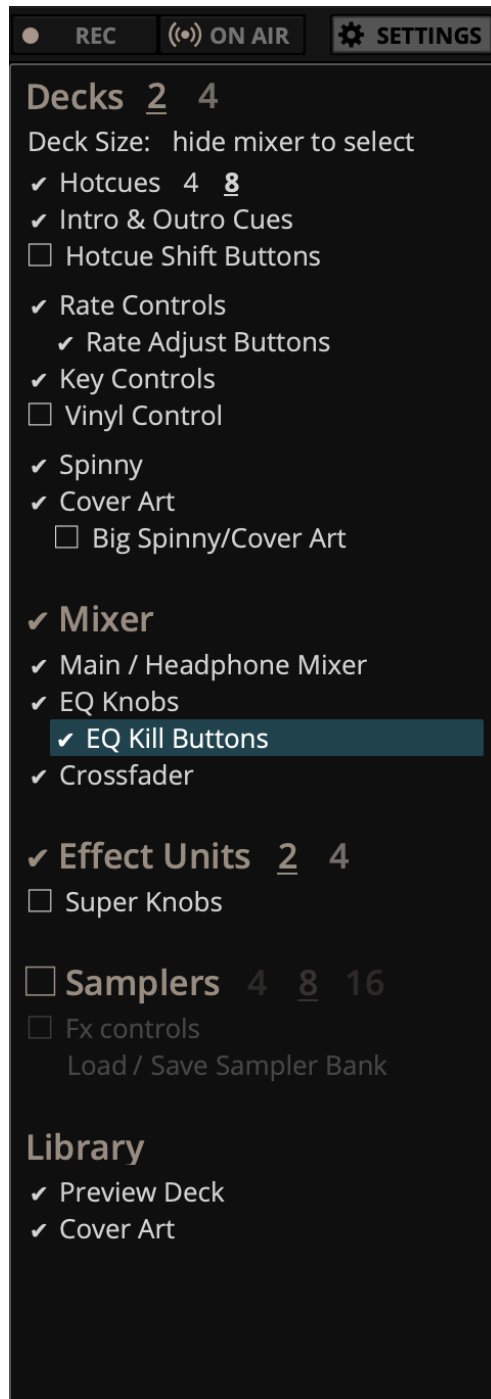 REC ON AIR SETTINGS
Decks 2 4
Deck Size: hide mixer to select
✔ Hotcues 4 8
✔ Intro & Outro Cues
☐ Hotcue Shift Buttons
✔ Rate Controls
✔ Rate Adjust Buttons
✔ Key Controls
☐ Vinyl Control
✔ Spinny
✔ Cover Art
☐ Big Spinny/Cover Art
✔ Mixer
✔ Main / Headphone Mixer
✔ EQ Knobs
✔ EQ Kill Buttons
✔ Crossfader
✔ Effect Units 2 4
☐ Super Knobs
☐ Samplers 4 8 16
☐ Fx controls
Load / Save Sampler Bank
Library
✔ Preview Deck
✔ Cover Art